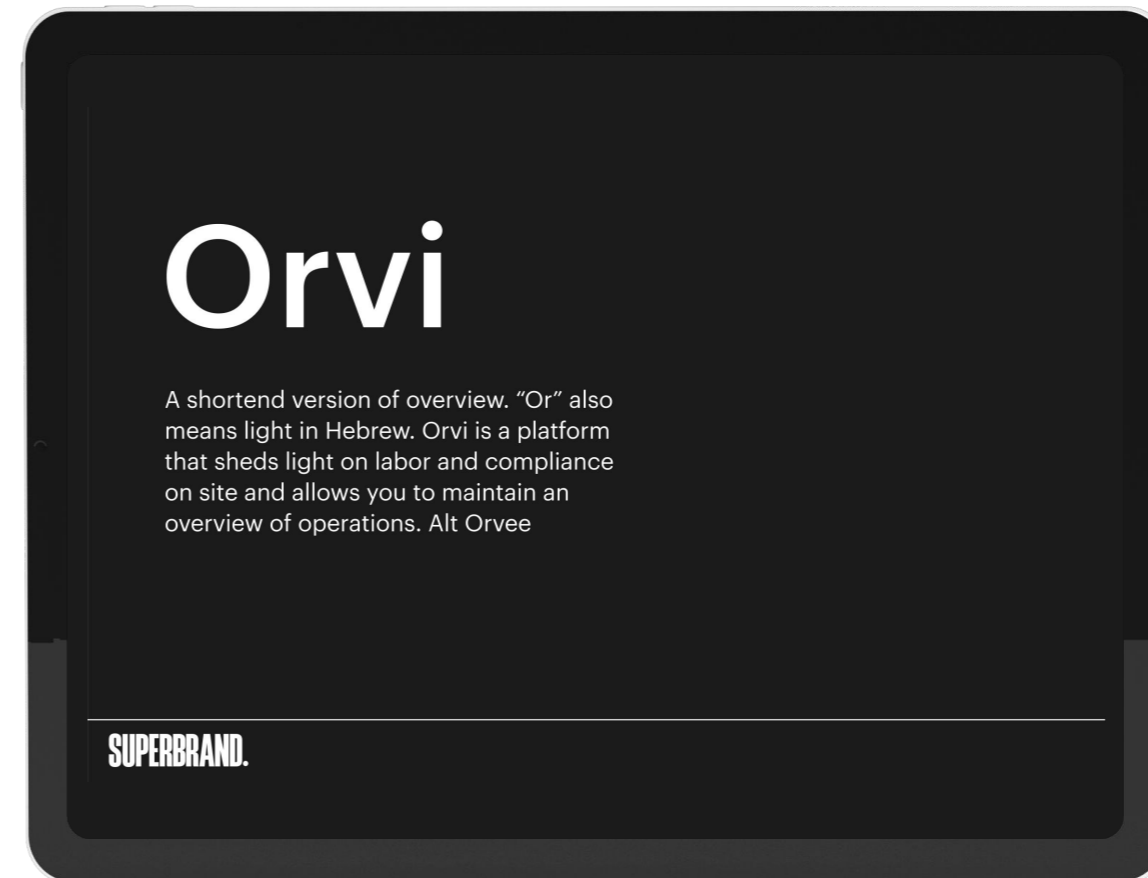 Orvi
A shortend version of overview. “Or” also
means light in Hebrew. Orvi is a platform
that sheds light on labor and compliance
on site and allows you to maintain an
overview of operations. Alt Orvee
SUPERBRAND.